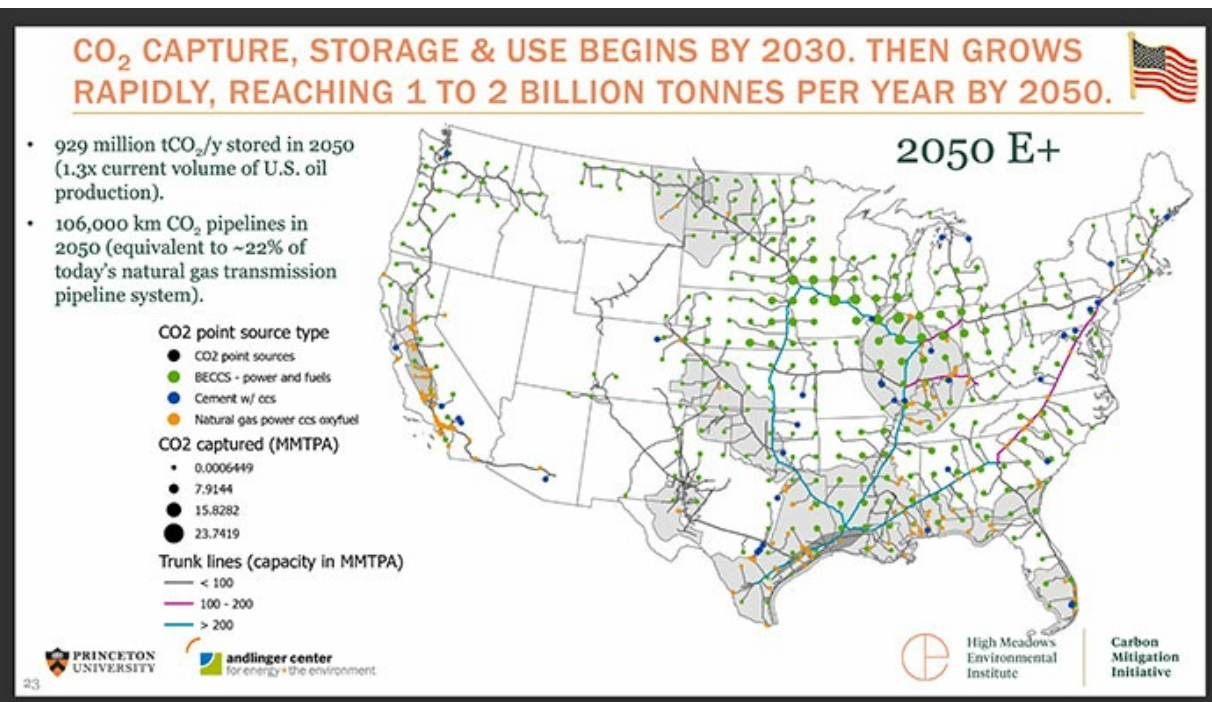 CO₂ CAPTURE, STORAGE & USE BEGINS BY 2030. THEN GROWS
RAPIDLY, REACHING 1 TO 2 BILLION TONNES PER YEAR BY 2050.
• 929 million tCO₂/y stored in 2050
(1.3x current volume of U.S. oil
production).
• 106,000 km CO₂ pipelines in
2050 (equivalent to ~22% of
today's natural gas transmission
pipeline system).
2050 E+
CO2 point source type
CO2 point sources
BECCS - power and fuels
Cement w/ ccs
Natural gas power ccs oxyfuel
CO2 captured (MMTPA)
0.0006449
7.9144
15.8282
23.7419
Trunk lines (capacity in MMTPA)
< 100
100 - 200
> 200
PRINCETON
UNIVERSITY
andlinger center
for energy + the environment
High Meadows
Environmental
Institute
Carbon
Mitigation
Initiative
23